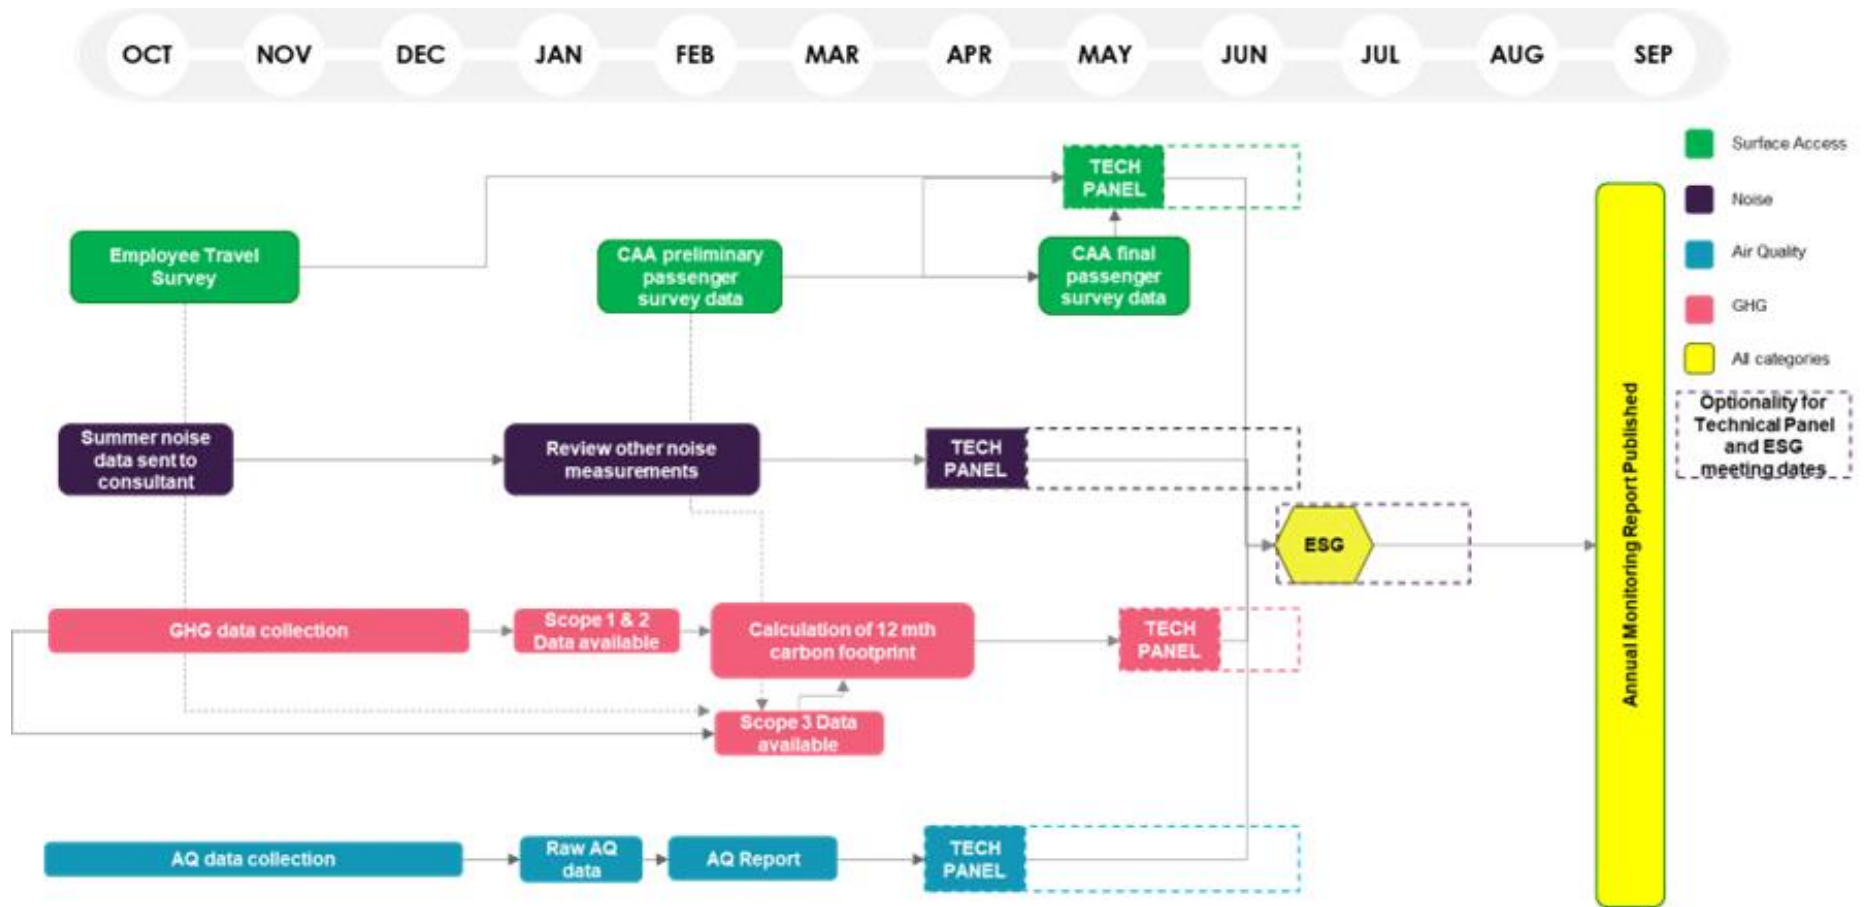 OCT NOV DEC JAN FEB MAR APR MAY JUN JUL AUG SEP
Surface Access
Noise
Air Quality
GHG
All categories
Optionality for
Technical Panel
and ESG
meeting dates
TECH
PANEL
Employee Travel
Survey
CAA preliminary
passenger
survey data
CAA final
passenger
survey data
Summer noise
data sent to
consultant
Review other noise
measurements
TECH
PANEL
ESG
Annual Monitoring Report Published
GHG data collection
Scope 1 & 2
Data available
Calculation of 12 mth
carbon footprint
TECH
PANEL
Scope 3 Data
available
AQ data collection
Raw AQ
data
AQ Report
TECH
PANEL